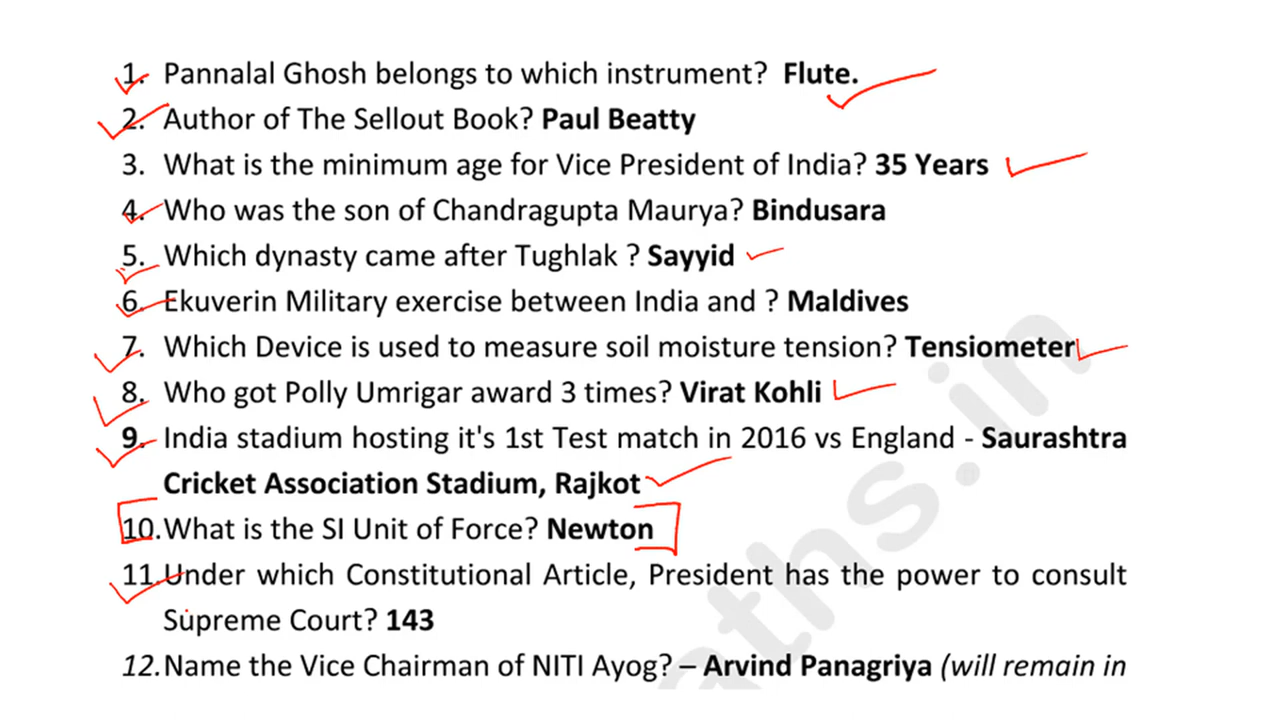 1. Pannalal Ghosh belongs to which instrument? Flute.
2. Author of The Sellout Book? Paul Beatty
3. What is the minimum age for Vice President of India? 35 Years
4. Who was the son of Chandragupta Maurya? Bindusara
5. Which dynasty came after Tughlak ? Sayyid
6. Ekuverin Military exercise between India and ? Maldives
7. Which Device is used to measure soil moisture tension? Tensiometer
8. Who got Polly Umrigar award 3 times? Virat Kohli
9. India stadium hosting it's 1st Test match in 2016 vs England - Saurashtra
Cricket Association Stadium, Rajkot
10. What is the SI Unit of Force? Newton
11. Under which Constitutional Article, President has the power to consult
Supreme Court? 143
12. Name the Vice Chairman of NITI Ayog? – Arvind Panagriya (will remain in
aths.in